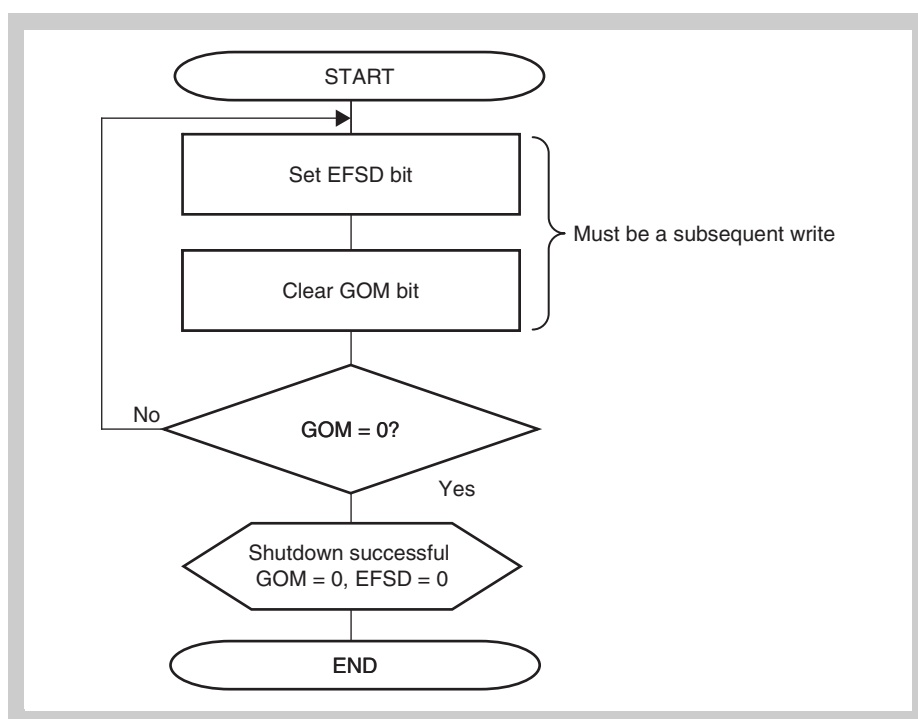 START
Set EFSD bit
Must be a subsequent write
Clear GOM bit
No
GOM = 0?
Yes
Shutdown successful
GOM = 0, EFSD = 0
END